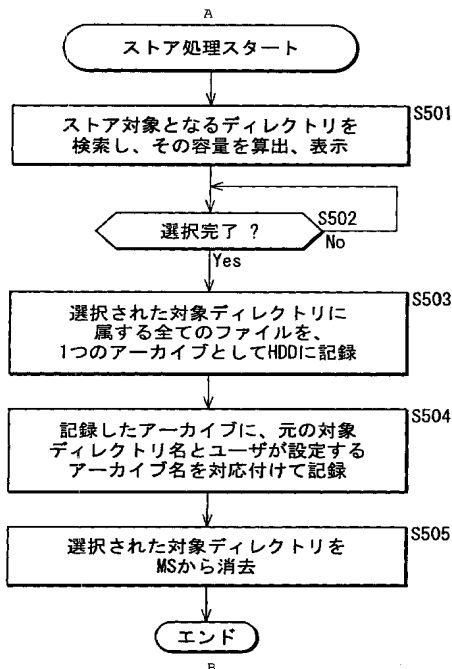 A
ストア処理スタート
S501
ストア対象となるディレクトリを
検索し、その容量を算出、表示
S502
選択完了 ?
No
Yes
S503
選択された対象ディレクトリに
属する全てのファイルを、
1つのアーカイブとしてHDDに記録
S504
記録したアーカイブに、元の対象
ディレクトリ名とユーザが設定する
アーカイブ名を対応付けて記録
S505
選択された対象ディレクトリを
MSから消去
エンド
B